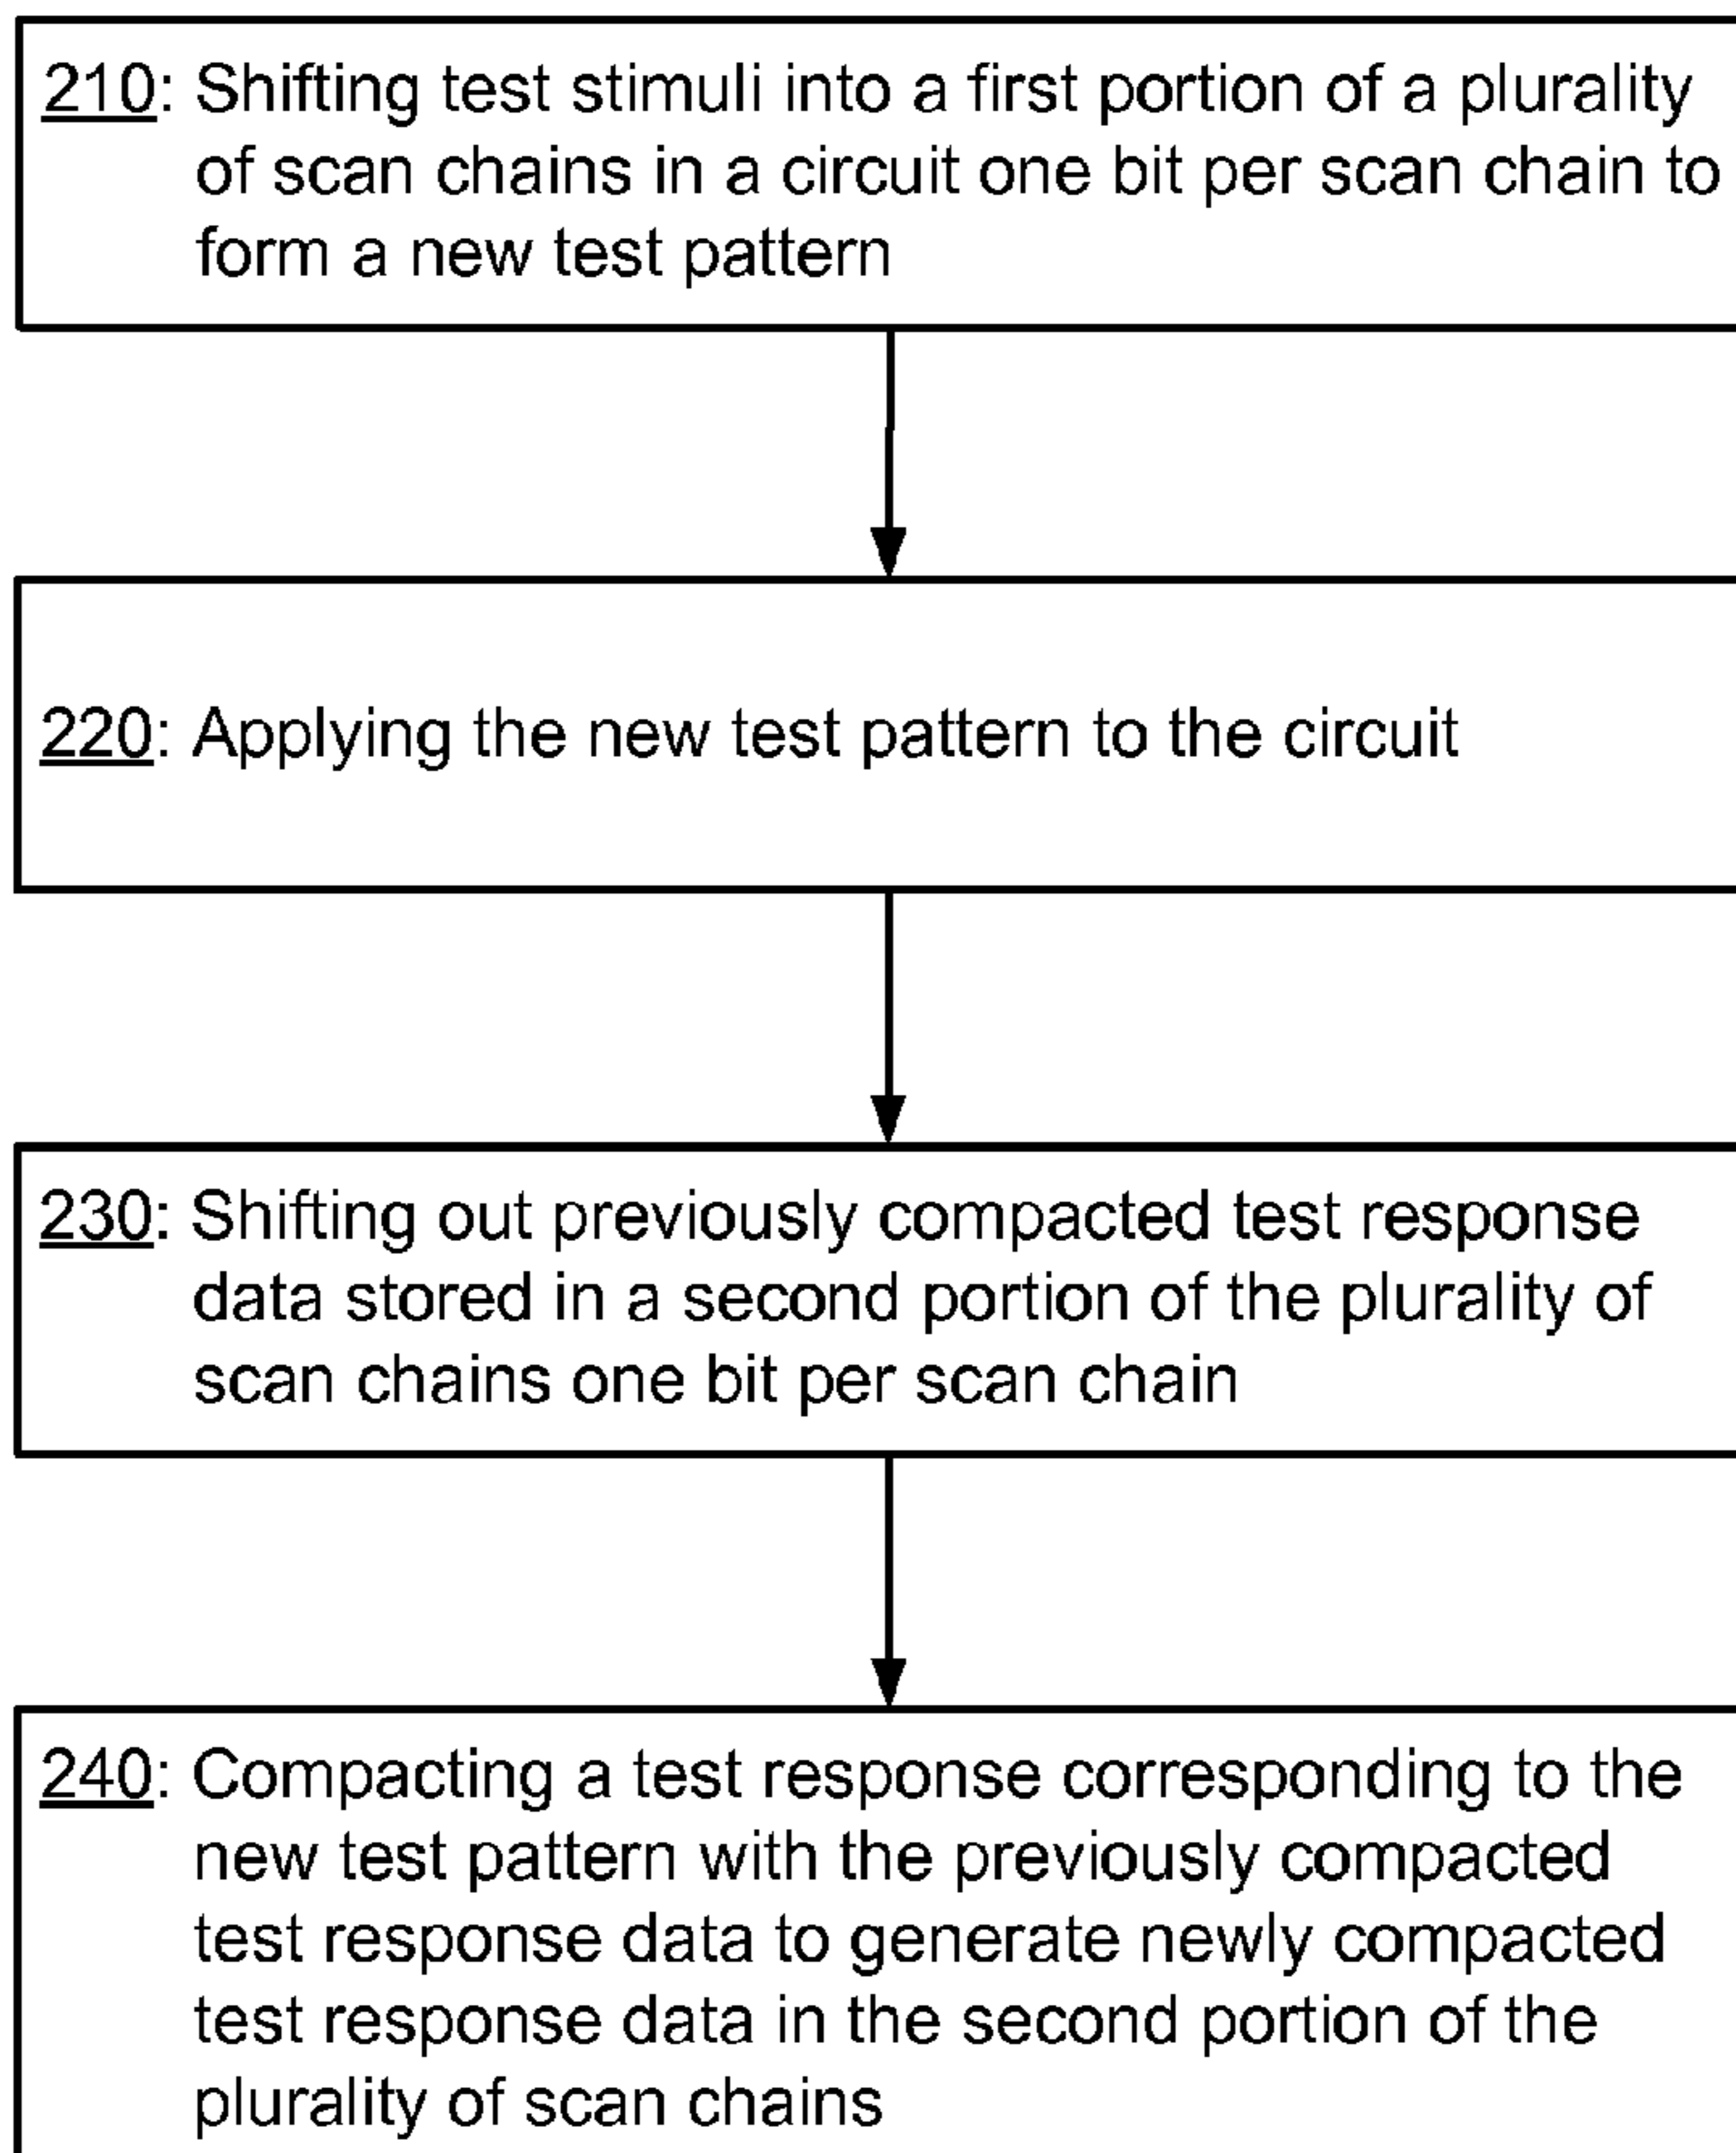 210: Shifting test stimuli into a first portion of a plurality
of scan chains in a circuit one bit per scan chain to
form a new test pattern
220: Applying the new test pattern to the circuit
230: Shifting out previously compacted test response
data stored in a second portion of the plurality of
scan chains one bit per scan chain
240: Compacting a test response corresponding to the
new test pattern with the previously compacted
test response data to generate newly compacted
test response data in the second portion of the
plurality of scan chains